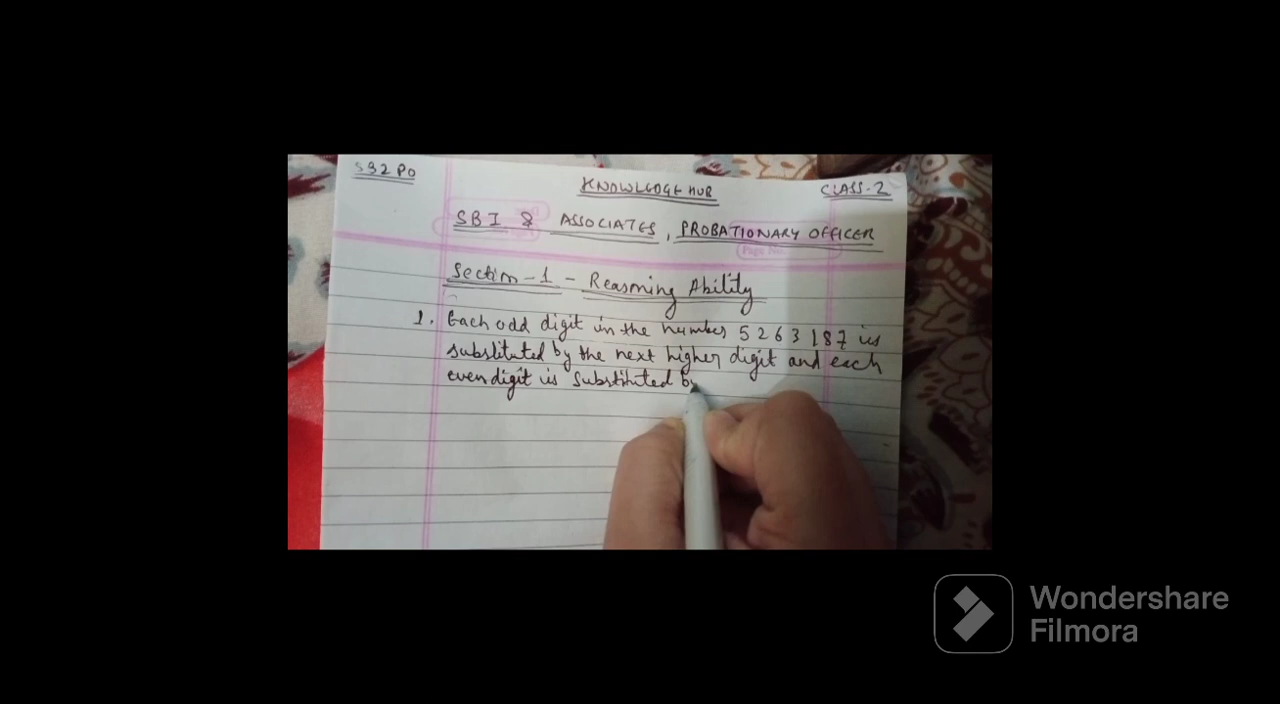 SB2 PO
KNOWLEDGE HUB
CLASS-2
SBI & ASSOCIATES, PROBATIONARY OFFICER
Section-1 - Reasoning Ability
1. Each odd digit in the number 5263187 is
substituted by the next higher digit and each
even digit is substituted by
Wondershare
Filmora